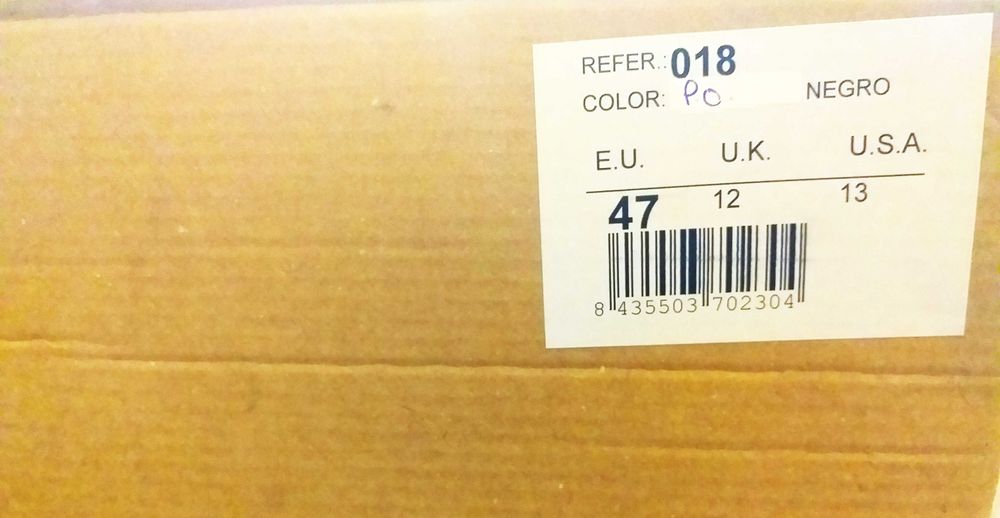 REFER.: 018
COLOR: PO. NEGRO
E.U. U.K. U.S.A.
47 12 13
8 435503 702304